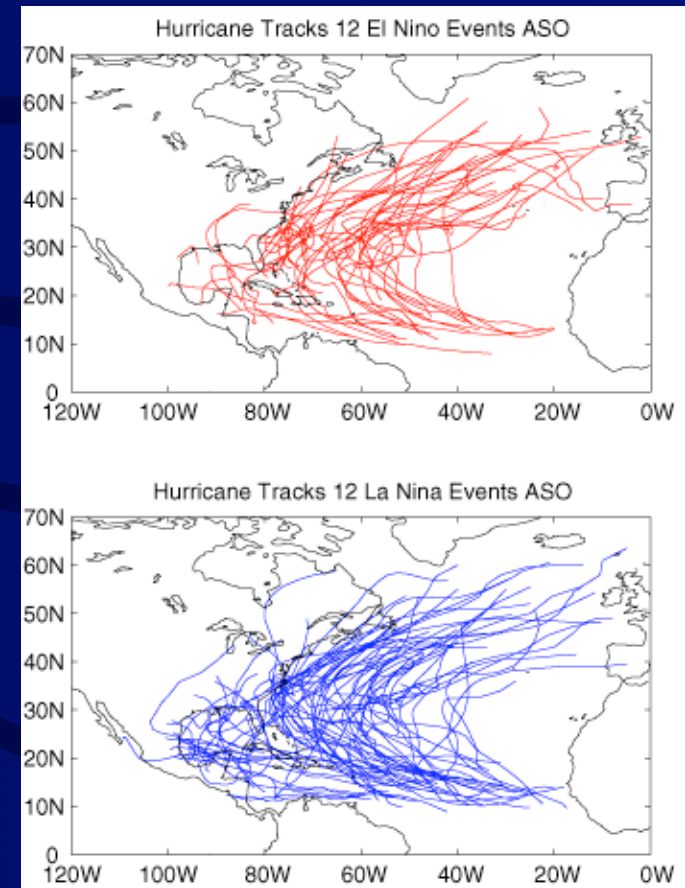 Hurricane Tracks 12 El Nino Events ASO
70N
60N
50N
40N
30N
20N
10N
0
120W 100W 80W 60W 40W 20W 0W
Hurricane Tracks 12 La Nina Events ASO
70N
60N
50N
40N
30N
20N
10N
0
120W 100W 80W 60W 40W 20W 0W